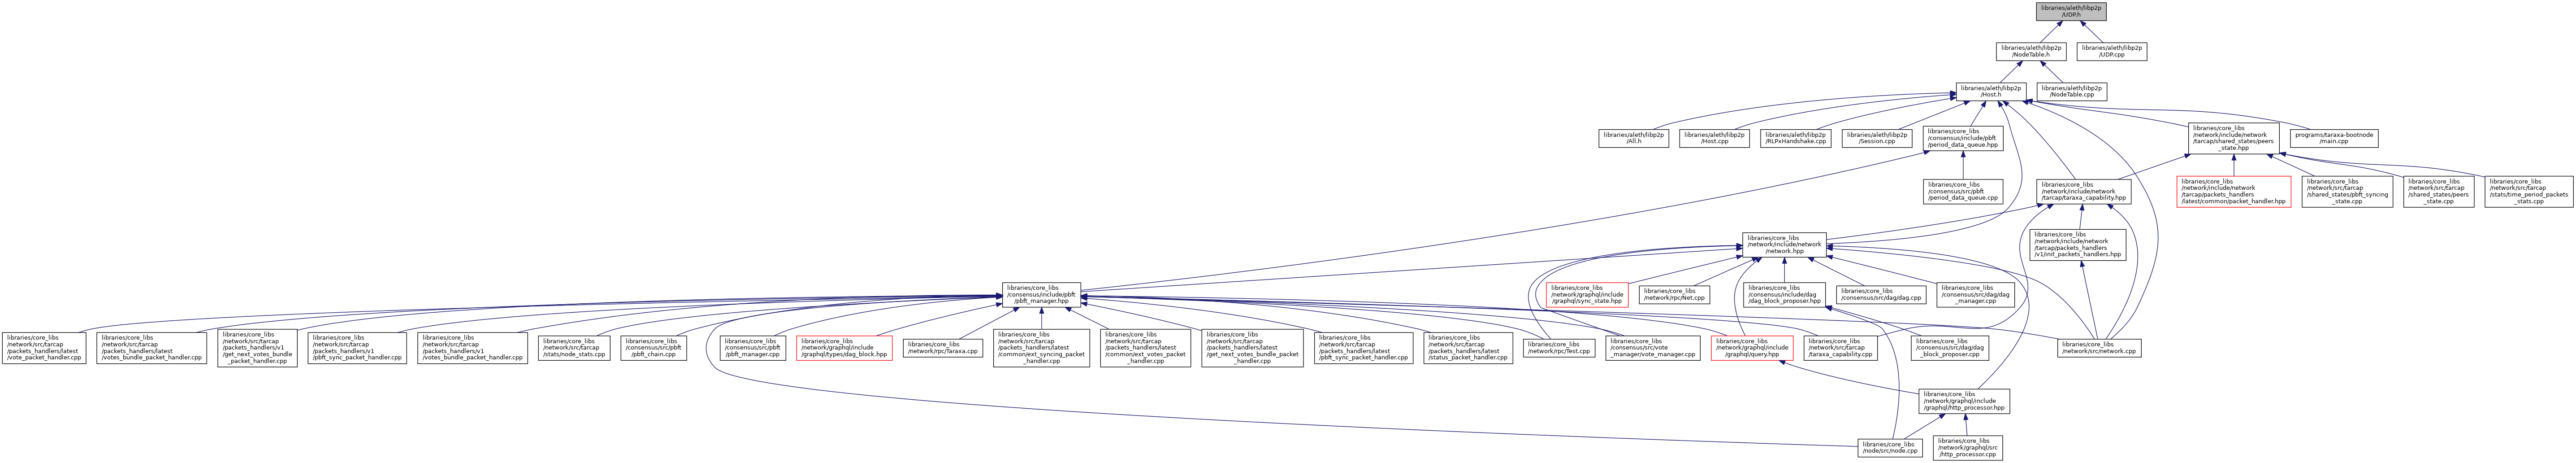 libraries/aleth/libp2p
/UDP.h
libraries/aleth/libp2p
/NodeTable.h
libraries/aleth/libp2p
/UDP.cpp
libraries/aleth/libp2p
/Host.h
libraries/aleth/libp2p
/NodeTable.cpp
libraries/aleth/libp2p
/All.h
libraries/aleth/libp2p
/Host.cpp
libraries/aleth/libp2p
/RLPxHandshake.cpp
libraries/aleth/libp2p
/Session.cpp
libraries/core_libs
/consensus/include/pbft
/period_data_queue.hpp
libraries/core_libs
/network/include/network
/tarcap/shared_states/peers
_state.hpp
programs/taraxa-bootnode
/main.cpp
libraries/core_libs
/consensus/src/pbft
/period_data_queue.cpp
libraries/core_libs
/network/include/network
/tarcap/taraxa_capability.hpp
libraries/core_libs
/network/include/network
/tarcap/packets_handlers
/latest/common/packet_handler.hpp
libraries/core_libs
/network/src/tarcap
/shared_states/pbft_syncing
_state.cpp
libraries/core_libs
/network/src/tarcap
/shared_states/peers
_state.cpp
libraries/core_libs
/network/src/tarcap
/stats/time_period_packets
_stats.cpp
libraries/core_libs
/network/include/network
/network.hpp
libraries/core_libs
/network/include/network
/tarcap/packets_handlers
/v1/init_packets_handlers.hpp
libraries/core_libs
/consensus/include/pbft
/pbft_manager.hpp
libraries/core_libs
/network/graphql/include
/graphql/sync_state.hpp
libraries/core_libs
/network/rpc/Net.cpp
libraries/core_libs
/consensus/include/dag
/dag_block_proposer.hpp
libraries/core_libs
/consensus/src/dag/dag.cpp
libraries/core_libs
/consensus/src/dag/dag
_manager.cpp
libraries/core_libs
/network/src/tarcap
/packets_handlers/latest
/vote_packet_handler.cpp
libraries/core_libs
/network/src/tarcap
/packets_handlers/latest
/votes_bundle_packet_handler.cpp
libraries/core_libs
/network/src/tarcap
/packets_handlers/v1
/get_next_votes_bundle
_packet_handler.cpp
libraries/core_libs
/network/src/tarcap
/packets_handlers/v1
/pbft_sync_packet_handler.cpp
libraries/core_libs
/network/src/tarcap
/packets_handlers/v1
/votes_bundle_packet_handler.cpp
libraries/core_libs
/network/src/tarcap
/stats/node_stats.cpp
libraries/core_libs
/consensus/src/pbft
/pbft_chain.cpp
libraries/core_libs
/consensus/src/pbft
/pbft_manager.cpp
libraries/core_libs
/network/graphql/include
/graphql/types/dag_block.hpp
libraries/core_libs
/network/rpc/Taraxa.cpp
libraries/core_libs
/network/src/tarcap
/packets_handlers/latest
/common/ext_syncing_packet
_handler.cpp
libraries/core_libs
/network/src/tarcap
/packets_handlers/latest
/common/ext_votes_packet
_handler.cpp
libraries/core_libs
/network/src/tarcap
/packets_handlers/latest
/get_next_votes_bundle_packet
_handler.cpp
libraries/core_libs
/network/src/tarcap
/packets_handlers/latest
/pbft_sync_packet_handler.cpp
libraries/core_libs
/network/src/tarcap
/packets_handlers/latest
/status_packet_handler.cpp
libraries/core_libs
/network/rpc/Test.cpp
libraries/core_libs
/consensus/src/vote
_manager/vote_manager.cpp
libraries/core_libs
/network/graphql/include
/graphql/query.hpp
libraries/core_libs
/network/src/tarcap
/taraxa_capability.cpp
libraries/core_libs
/consensus/src/dag/dag
_block_proposer.cpp
libraries/core_libs
/network/src/network.cpp
libraries/core_libs
/network/graphql/include
/graphql/http_processor.hpp
libraries/core_libs
/node/src/node.cpp
libraries/core_libs
/network/graphql/src
/http_processor.cpp